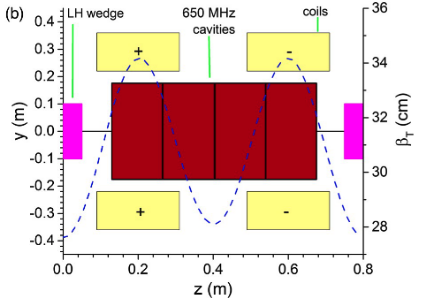 (b)
LH wedge
650 MHz
cavities
coils
+
-
+
-
0.4
0.3
0.2
0.1
0.0
-0.1
-0.2
-0.3
-0.4
y (m)
36
34
32
30
28
βT (cm)
0.0 0.2 0.4 0.6 0.8
z (m)